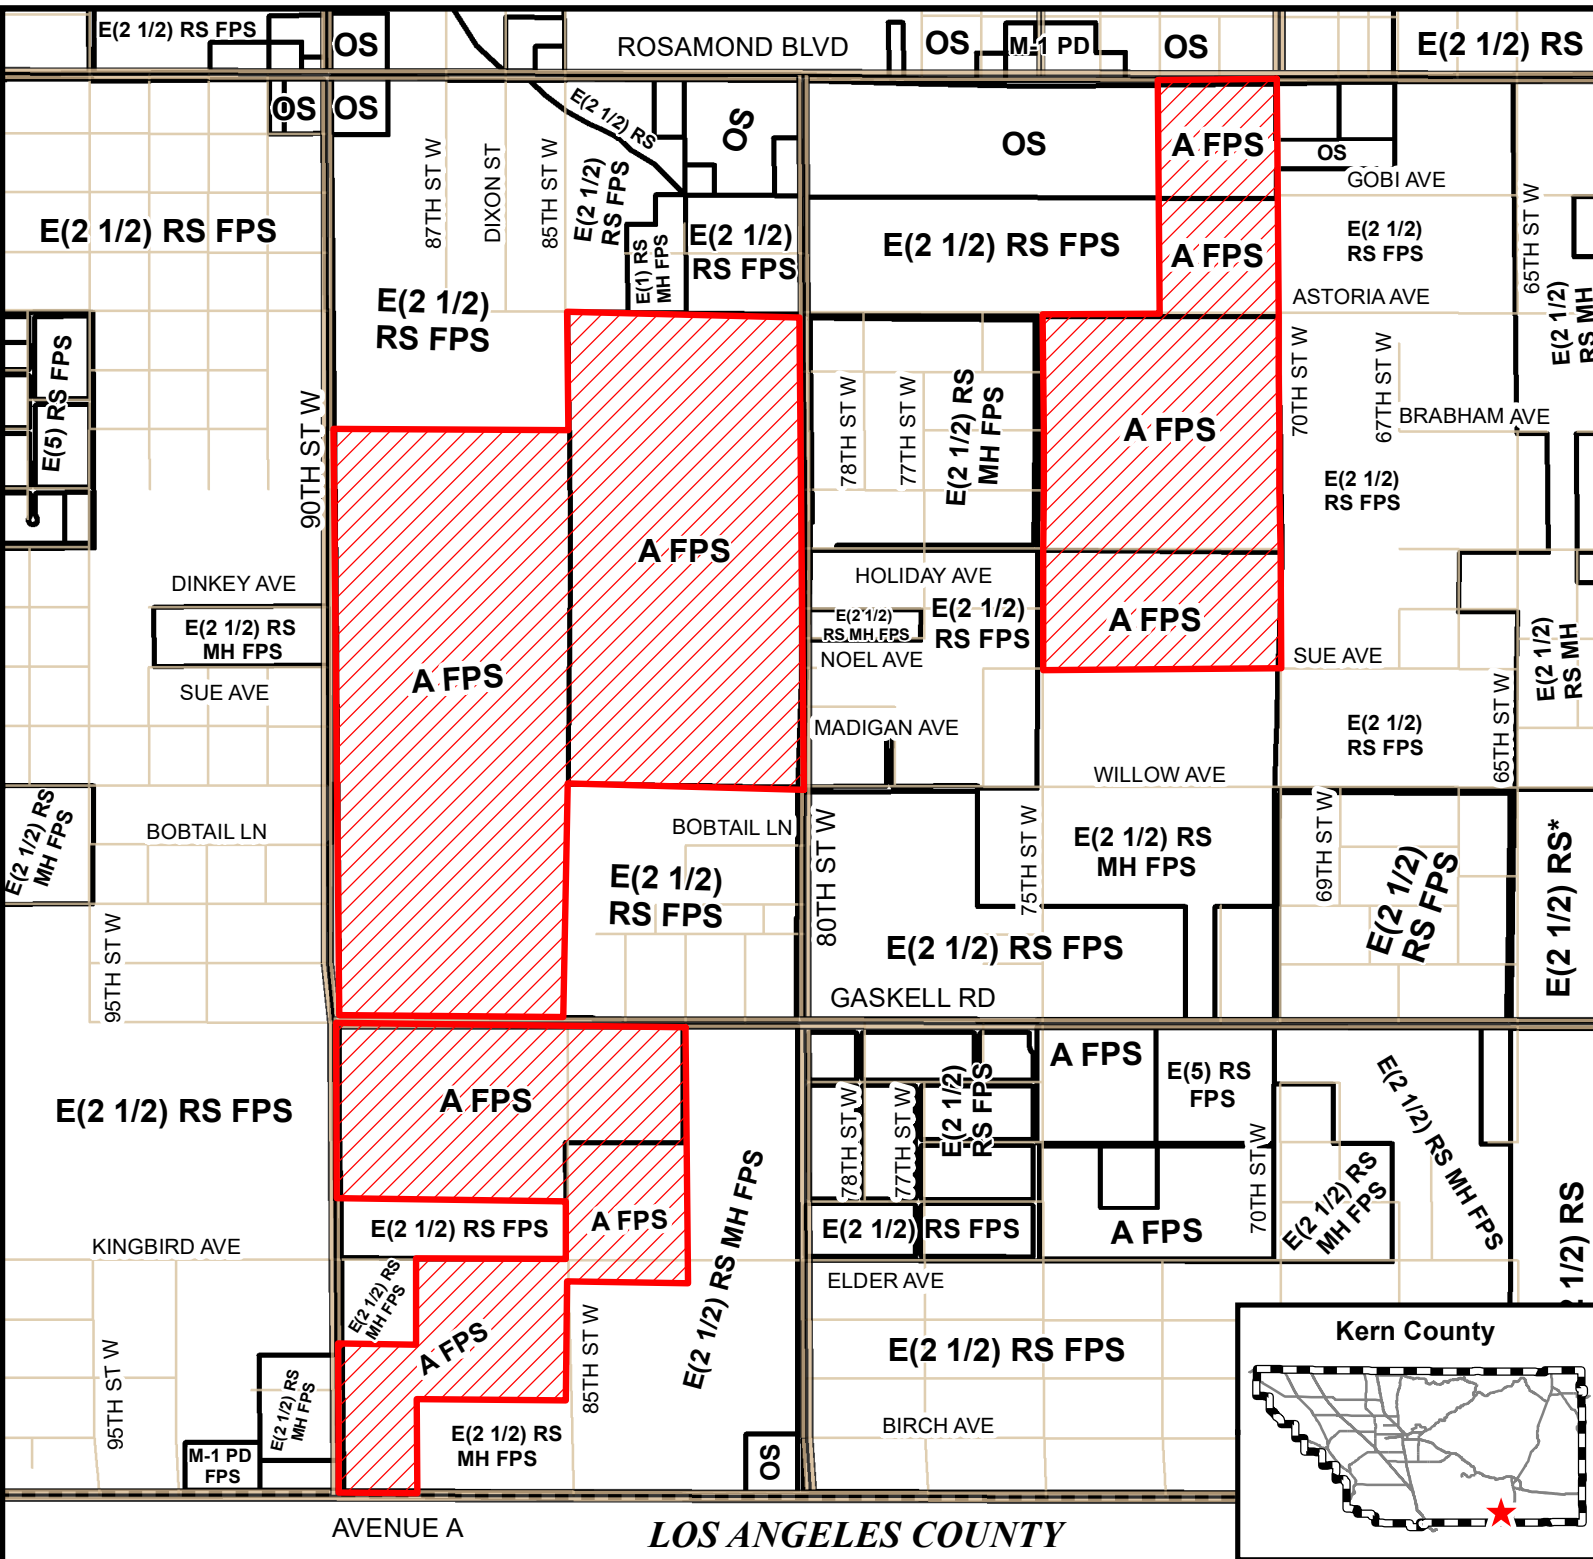 E(2 1/2) RS FPS
OS
ROSAMOND BLVD
OS
M-1 PD
OS
E(2 1/2) RS
OS
OS
E(2 1/2) RS
OS
OS
A FPS
OS
GOBI AVE
87TH ST W
DIXON ST
85TH ST W
E(2 1/2)
RS FPS
E(2 1/2) RS FPS
E(1) RS
MH FPS
E(2 1/2)
RS FPS
E(2 1/2) RS FPS
A FPS
E(2 1/2)
RS FPS
65TH ST W
E(2 1/2)
RS FPS
ASTORIA AVE
E(2 1/2)
RS MH
E(5) RS FPS
90TH ST W
78TH ST W
77TH ST W
E(2 1/2) RS
MH FPS
A FPS
70TH ST W
67TH ST W
BRABHAM AVE
E(2 1/2)
RS FPS
A FPS
DINKEY AVE
HOLIDAY AVE
E(2 1/2) RS
MH FPS
E(2 1/2)
RS MH FPS
E(2 1/2)
RS FPS
A FPS
NOEL AVE
SUE AVE
E(2 1/2)
RS MH
SUE AVE
A FPS
MADIGAN AVE
E(2 1/2)
RS FPS
65TH ST W
WILLOW AVE
E(2 1/2) RS
MH FPS
BOBTAIL LN
BOBTAIL LN
80TH ST W
E(2 1/2) RS
MH FPS
75TH ST W
69TH ST W
E(2 1/2)
RS FPS
E(2 1/2) RS*
E(2 1/2)
RS FPS
95TH ST W
E(2 1/2) RS FPS
GASKELL RD
A FPS
E(5) RS
FPS
E(2 1/2) RS MH FPS
E(2 1/2) RS FPS
A FPS
78TH ST W
77TH ST W
E(2 1/2)
RS FPS
70TH ST W
E(2 1/2) RS
MH FPS
E(2 1/2) RS FPS
A FPS
E(2 1/2) RS MH FPS
E(2 1/2) RS FPS
A FPS
KINGBIRD AVE
E(2 1/2) RS
MH FPS
ELDER AVE
2 1/2) RS
A FPS
85TH ST W
E(2 1/2) RS FPS
Kern County
95TH ST W
E(2 1/2) RS
MH FPS
E(2 1/2) RS
MH FPS
BIRCH AVE
M-1 PD
FPS
OS
AVENUE A
LOS ANGELES COUNTY